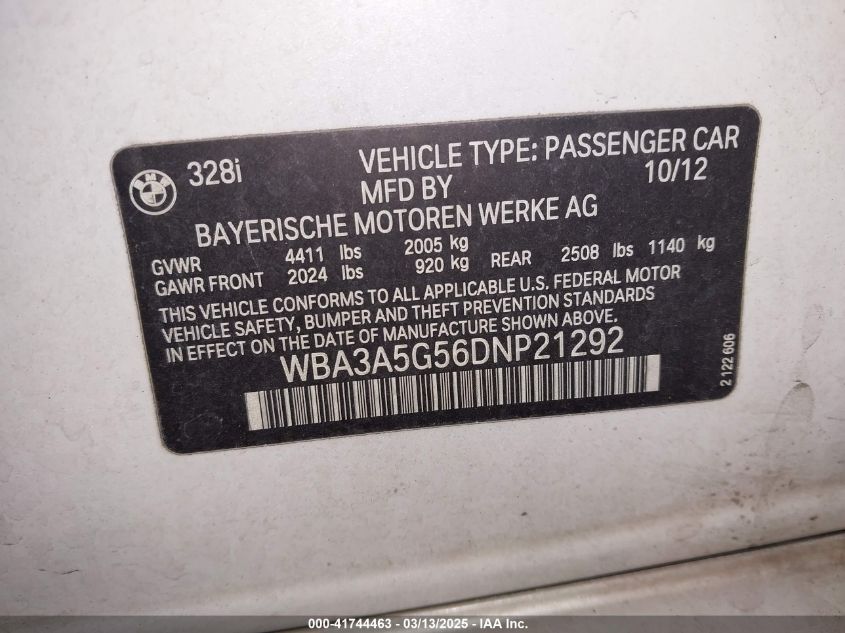 BMW 328i VEHICLE TYPE: PASSENGER CAR
MFD BY 10/12
BAYERISCHE MOTOREN WERKE AG
GVWR 4411 lbs 2005 kg
GAWR FRONT 2024 lbs 920 kg REAR 2508 lbs 1140 kg
THIS VEHICLE CONFORMS TO ALL APPLICABLE U.S. FEDERAL MOTOR
VEHICLE SAFETY, BUMPER AND THEFT PREVENTION STANDARDS
IN EFFECT ON THE DATE OF MANUFACTURE SHOWN ABOVE.
WBA3A5G56DNP21292
2 122 606
000-41744463 - 03/13/2025 - IAA Inc.